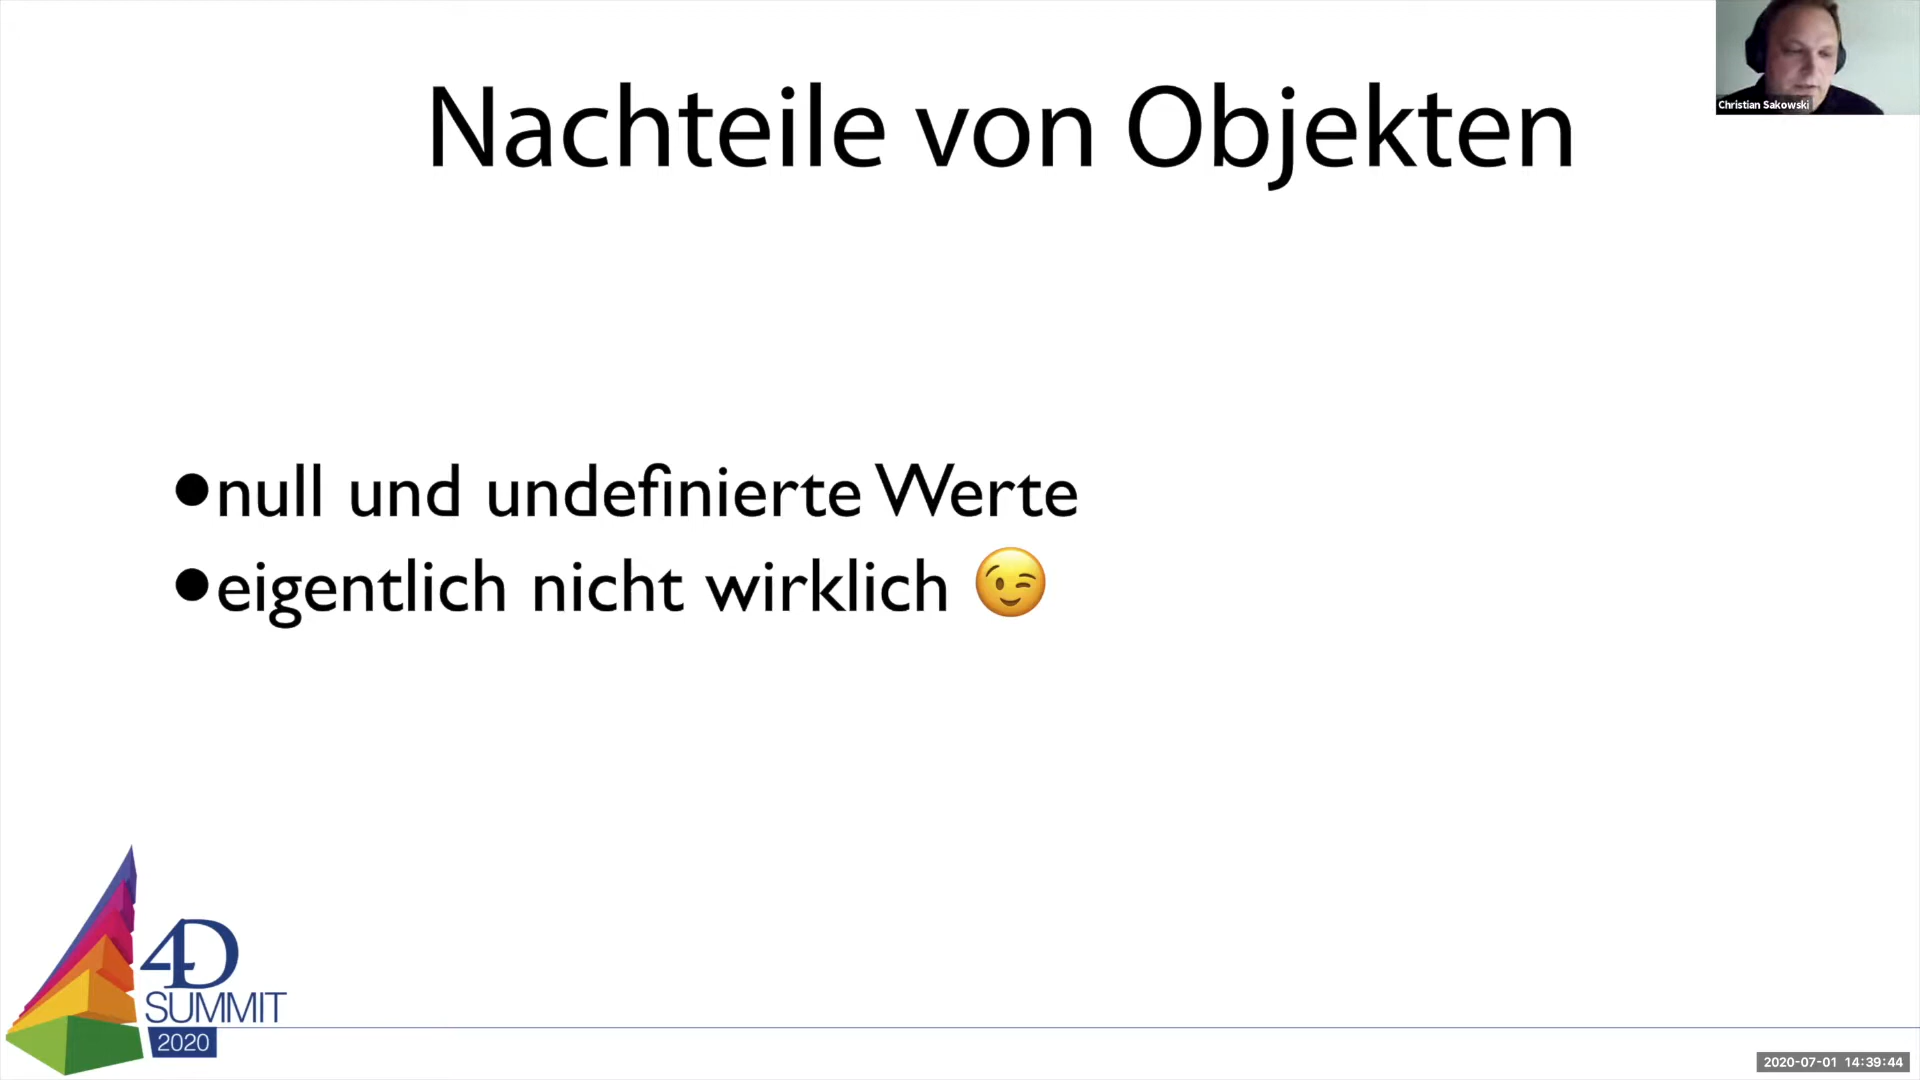 Nachteile von Objekten
Christian Sakowski
●null und undefinierte Werte
●eigentlich nicht wirklich 😉
4D
SUMMIT
2020
2020-07-01 14:39:44